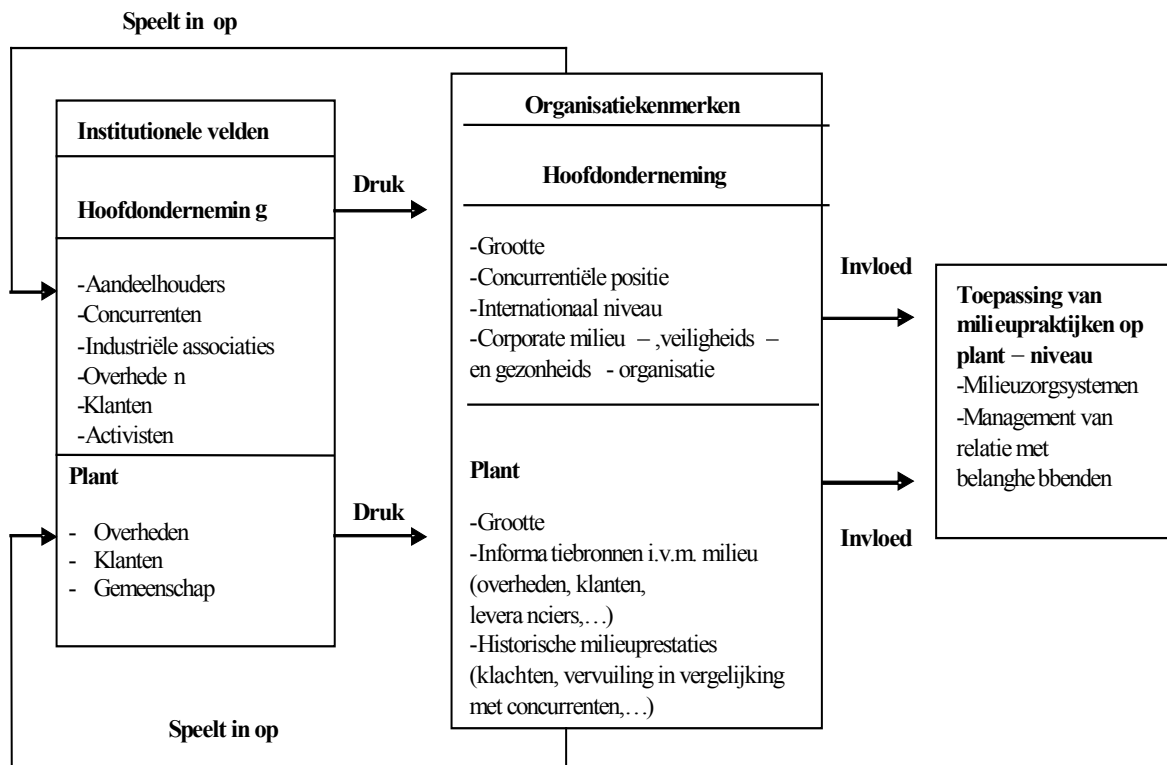 Speelt in op
Institutionele velden
Hoofdondernemin g
-Aandeelhouders
-Concurrenten
-Industriële associaties
-Overhede n
-Klanten
-Activisten
Plant
- Overheden
- Klanten
- Gemeenschap
Druk
Druk
Organisatiekenmerken
Hoofdonderneming
-Grootte
-Concurrentiële positie
-Internationaal niveau
-Corporate milieu – ,veiligheids –
en gezonheids - organisatie
Plant
-Grootte
-Informa tiebronnen i.v.m. milieu
(overheden, klanten,
levera nciers,…)
-Historische milieuprestaties
(klachten, vervuiling in vergelijking
met concurrenten,…)
Invloed
Invloed
Toepassing van
milieupraktijken op
plant – niveau
-Milieuzorgsystemen
-Management van
relatie met
belanghe bbenden
Speelt in op